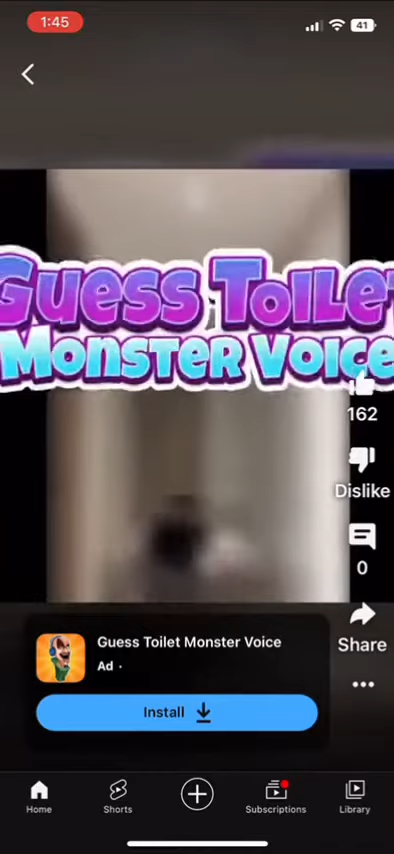 1:45
41
Guess Toilet
Monster Voice
162
Dislike
0
Share
Guess Toilet Monster Voice
Ad ·
Install
Home
Shorts
Subscriptions
Library